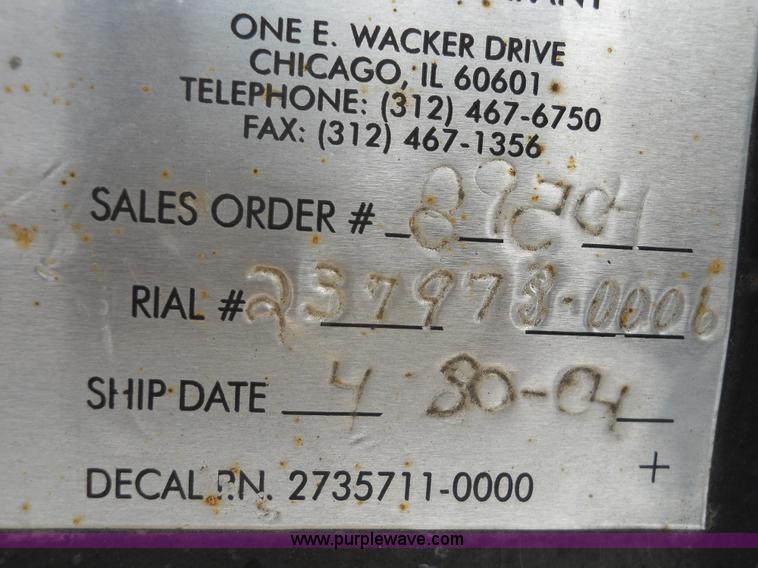 ONE E. WACKER DRIVE
CHICAGO, IL 60601
TELEPHONE: (312) 467-6750
FAX: (312) 467-1356
SALES ORDER #
RIAL # 237978-0006
SHIP DATE 4-30-04
DECAL P.N. 2735711-0000
+
www.purplewave.com